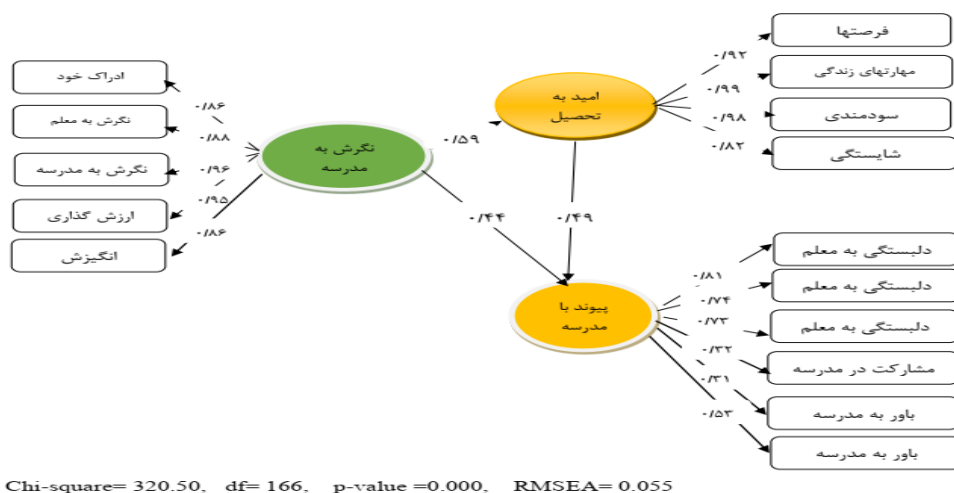 فرصتها
مهارتهای زندگی
سودمندی
شایستگی
۰/۹۲
۰/۹۹
۰/۹۸
۰/۸۲
امید به
تحصیل
ادراک خود
نگرش به معلم
نگرش به مدرسه
ارزش گذاری
انگیزش
۰/۸۶
۰/۸۸
۰/۹۶
۰/۹۵
۰/۸۶
نگرش به
مدرسه
۰/۵۹
۰/۴۴
۰/۴۹
پیوند با
مدرسه
۰/۸۱
۰/۷۴
۰/۷۳
۰/۳۲
۰/۳۱
۰/۵۳
دلبستگی به معلم
دلبستگی به معلم
دلبستگی به معلم
مشارکت در مدرسه
باور به مدرسه
باور به مدرسه
Chi-square= 320.50, df= 166, p-value =0.000, RMSEA= 0.055